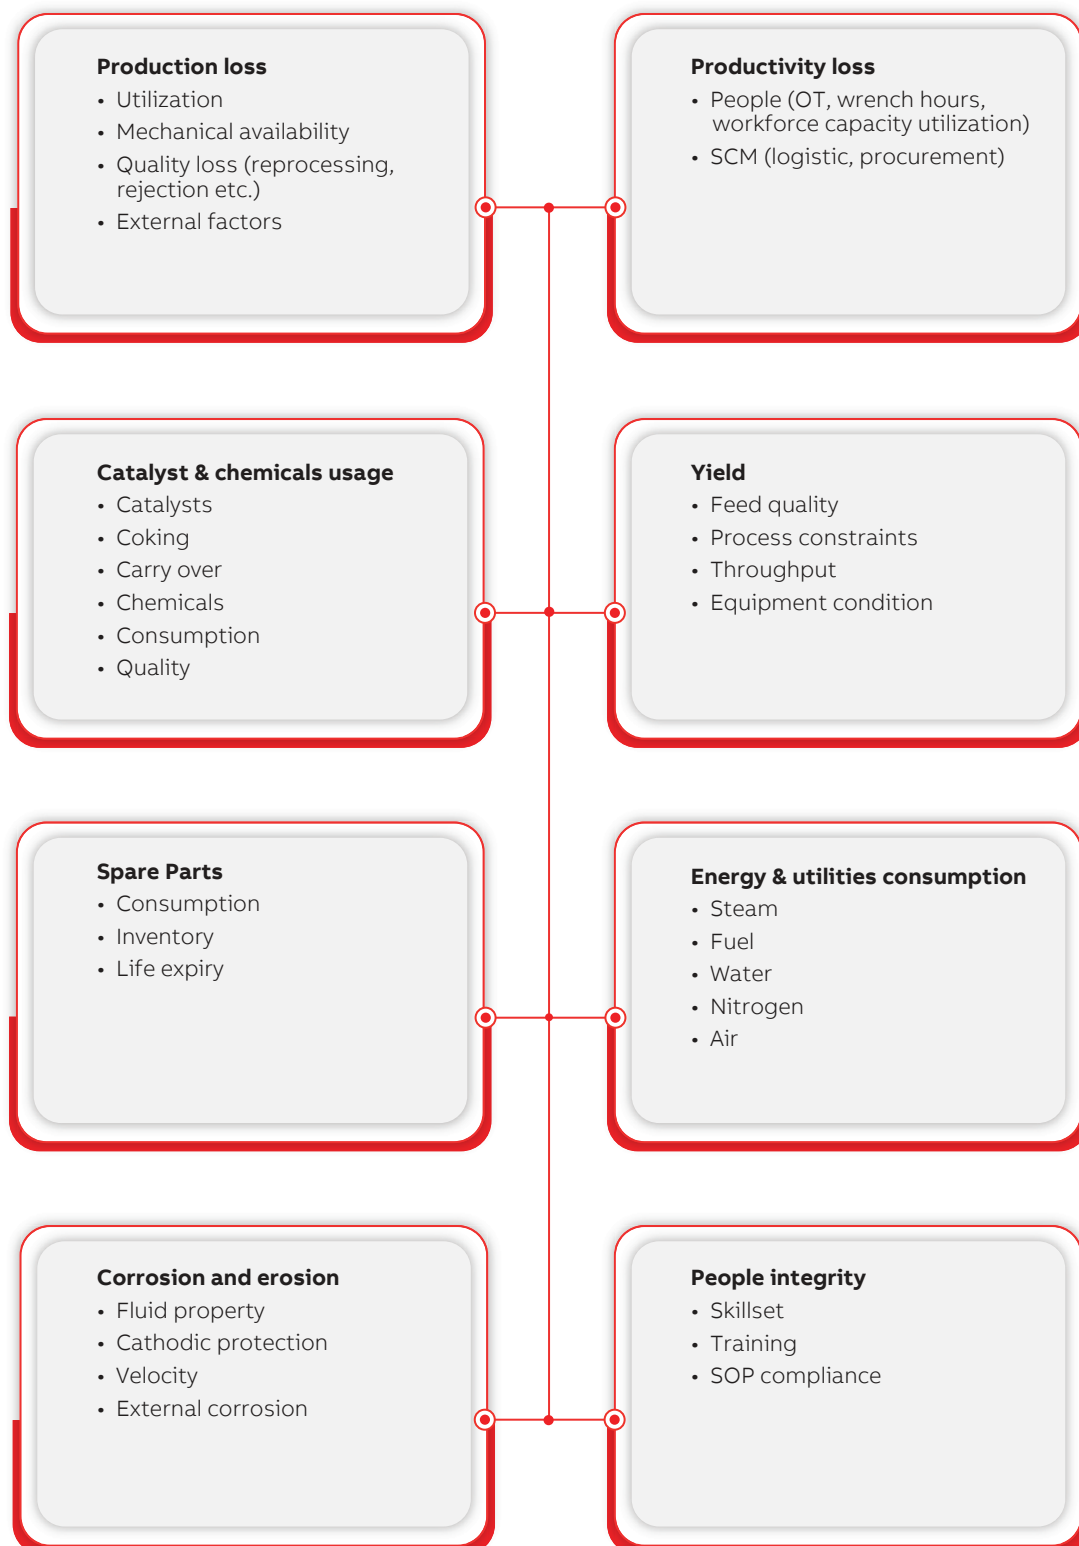 Production loss
• Utilization
• Mechanical availability
• Quality loss (reprocessing,
rejection etc.)
• External factors
Productivity loss
• People (OT, wrench hours,
workforce capacity utilization)
• SCM (logistic, procurement)
Catalyst & chemicals usage
• Catalysts
• Coking
• Carry over
• Chemicals
• Consumption
• Quality
Yield
• Feed quality
• Process constraints
• Throughput
• Equipment condition
Spare Parts
• Consumption
• Inventory
• Life expiry
Energy & utilities consumption
• Steam
• Fuel
• Water
• Nitrogen
• Air
Corrosion and erosion
• Fluid property
• Cathodic protection
• Velocity
• External corrosion
People integrity
• Skillset
• Training
• SOP compliance